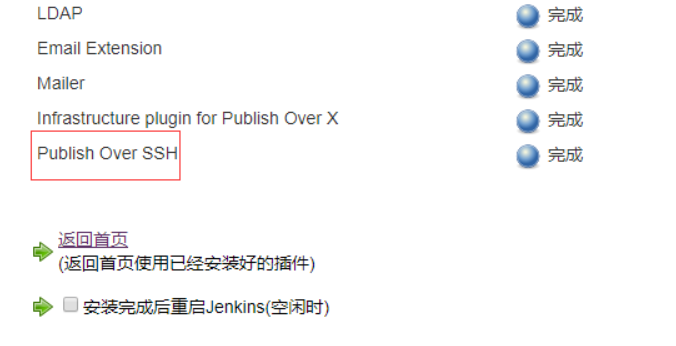 LDAP 完成
Email Extension 完成
Mailer 完成
Infrastructure plugin for Publish Over X 完成
Publish Over SSH 完成
返回首页
(返回首页使用已经安装好的插件)
安装完成后重启Jenkins(空闲时)